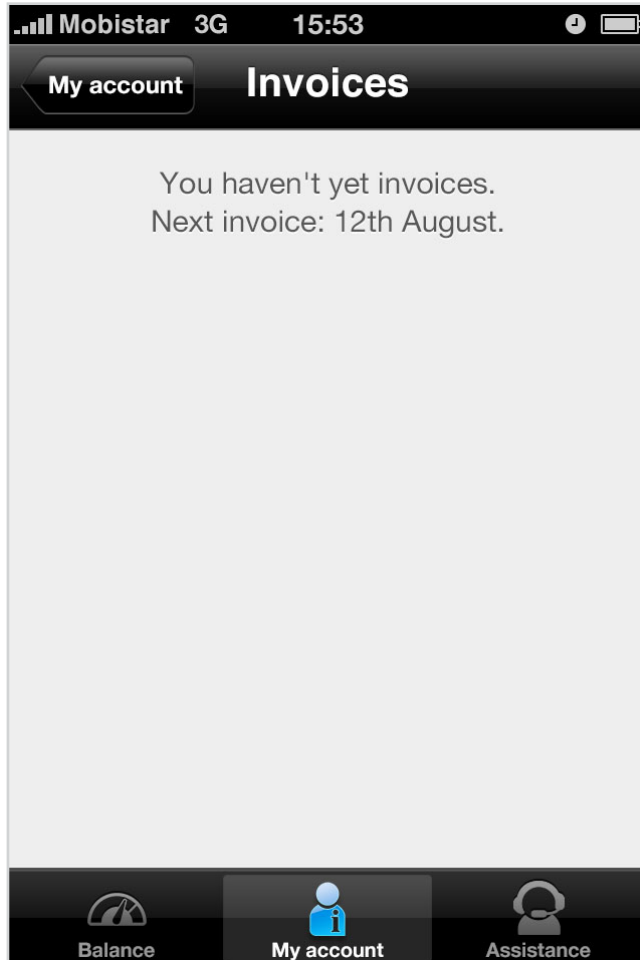 Mobistar 3G 15:53
My account Invoices
You haven't yet invoices.
Next invoice: 12th August.
i
Balance My account Assistance